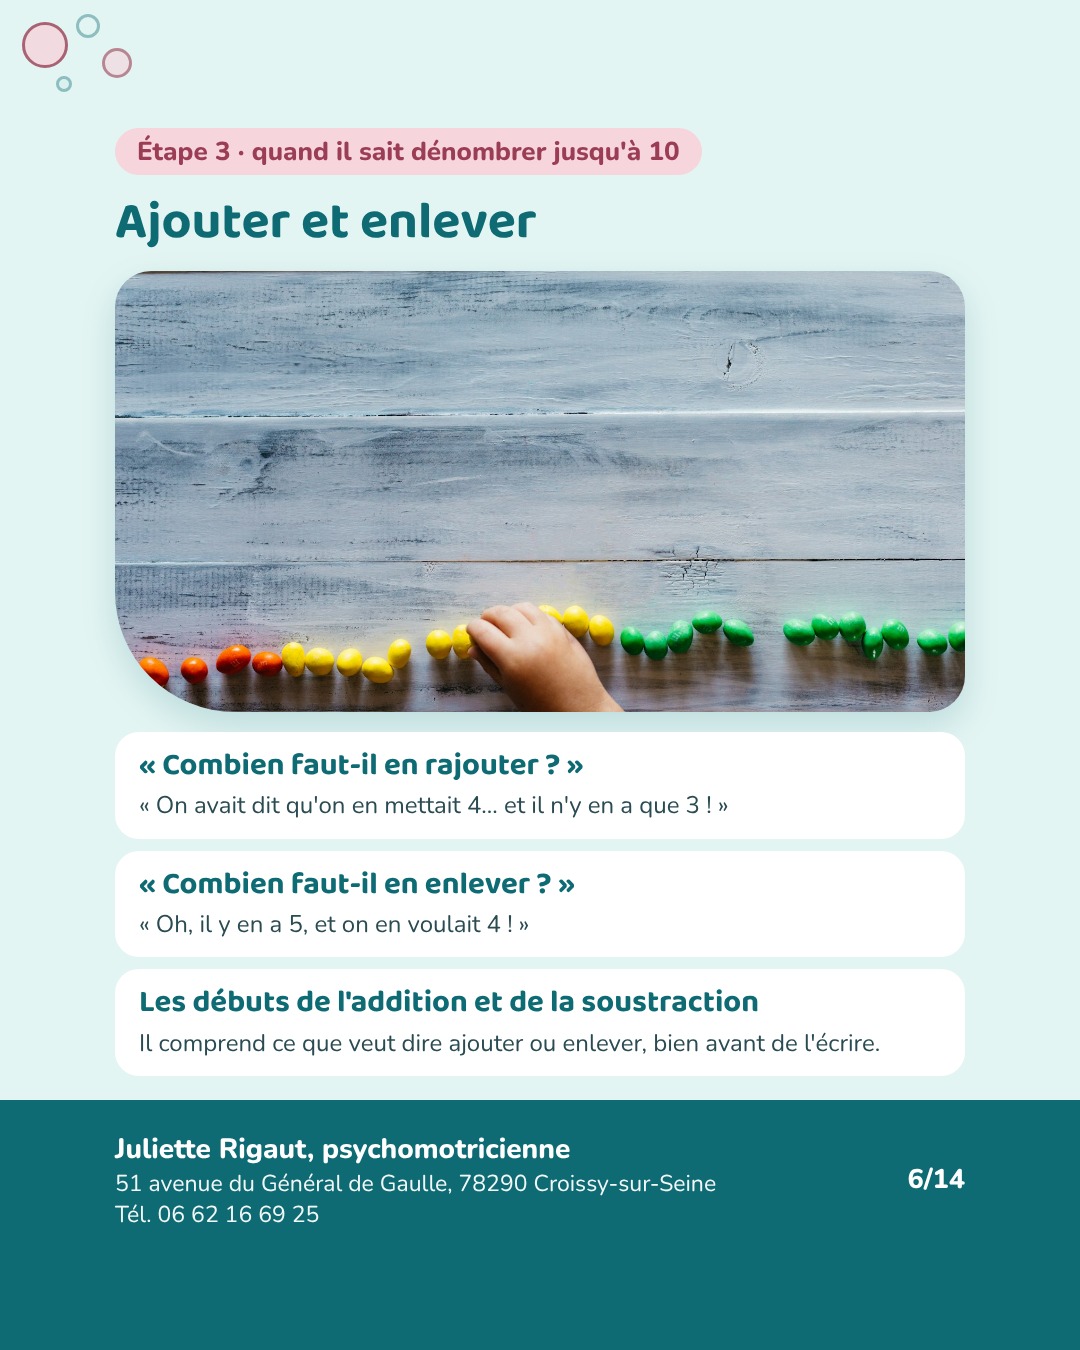 Étape 3 · quand il sait dénombrer jusqu'à 10
Ajouter et enlever
« Combien faut-il en rajouter ? »
« On avait dit qu'on en mettait 4... et il n'y en a que 3 ! »
« Combien faut-il en enlever ? »
« Oh, il y en a 5, et on en voulait 4 ! »
Les débuts de l'addition et de la soustraction
Il comprend ce que veut dire ajouter ou enlever, bien avant de l'écrire.
Juliette Rigaut, psychomotricienne
51 avenue du Général de Gaulle, 78290 Croissy-sur-Seine
Tél. 06 62 16 69 25
6/14